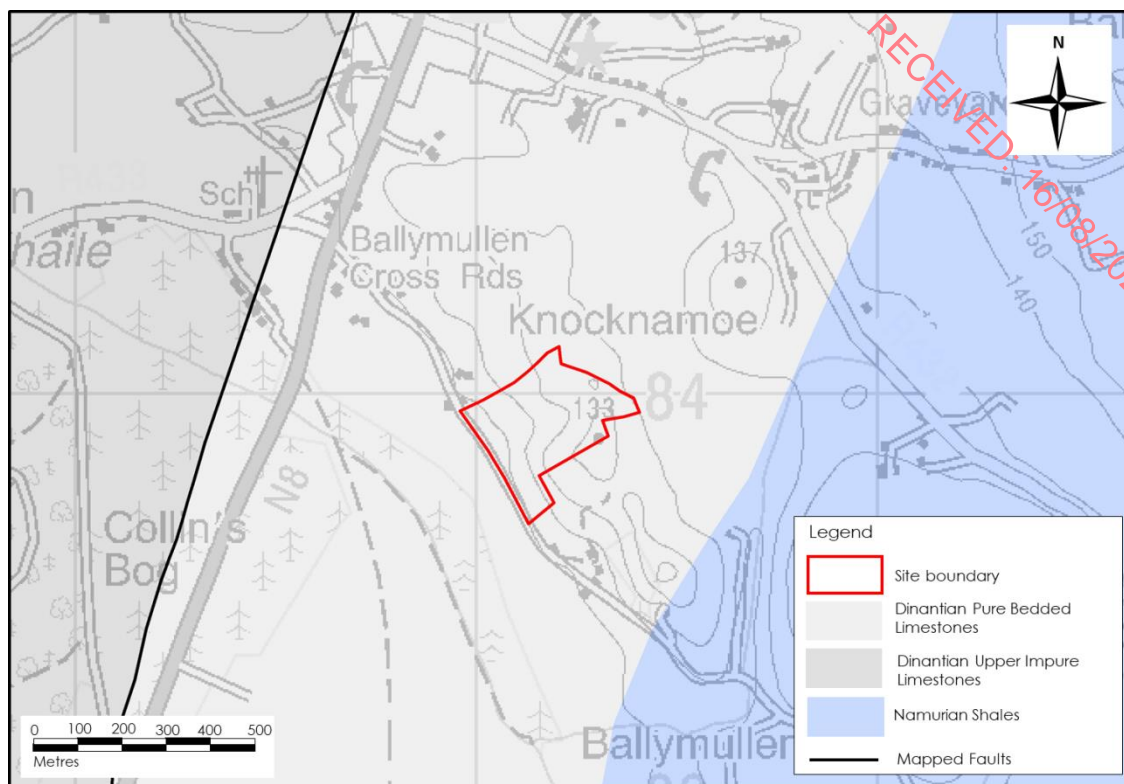 N
RECEIVED: 16/08/202
R433
Sch
n
haile
Ballymullen
Cross Rds
137
150
140
Knocknamoe
84
133
N8
Collin's
Bog
Ballymullen
Legend
Site boundary
Dinantian Pure Bedded
Limestones
Dinantian Upper Impure
Limestones
Namurian Shales
Mapped Faults
0 100 200 300 400 500
Metres